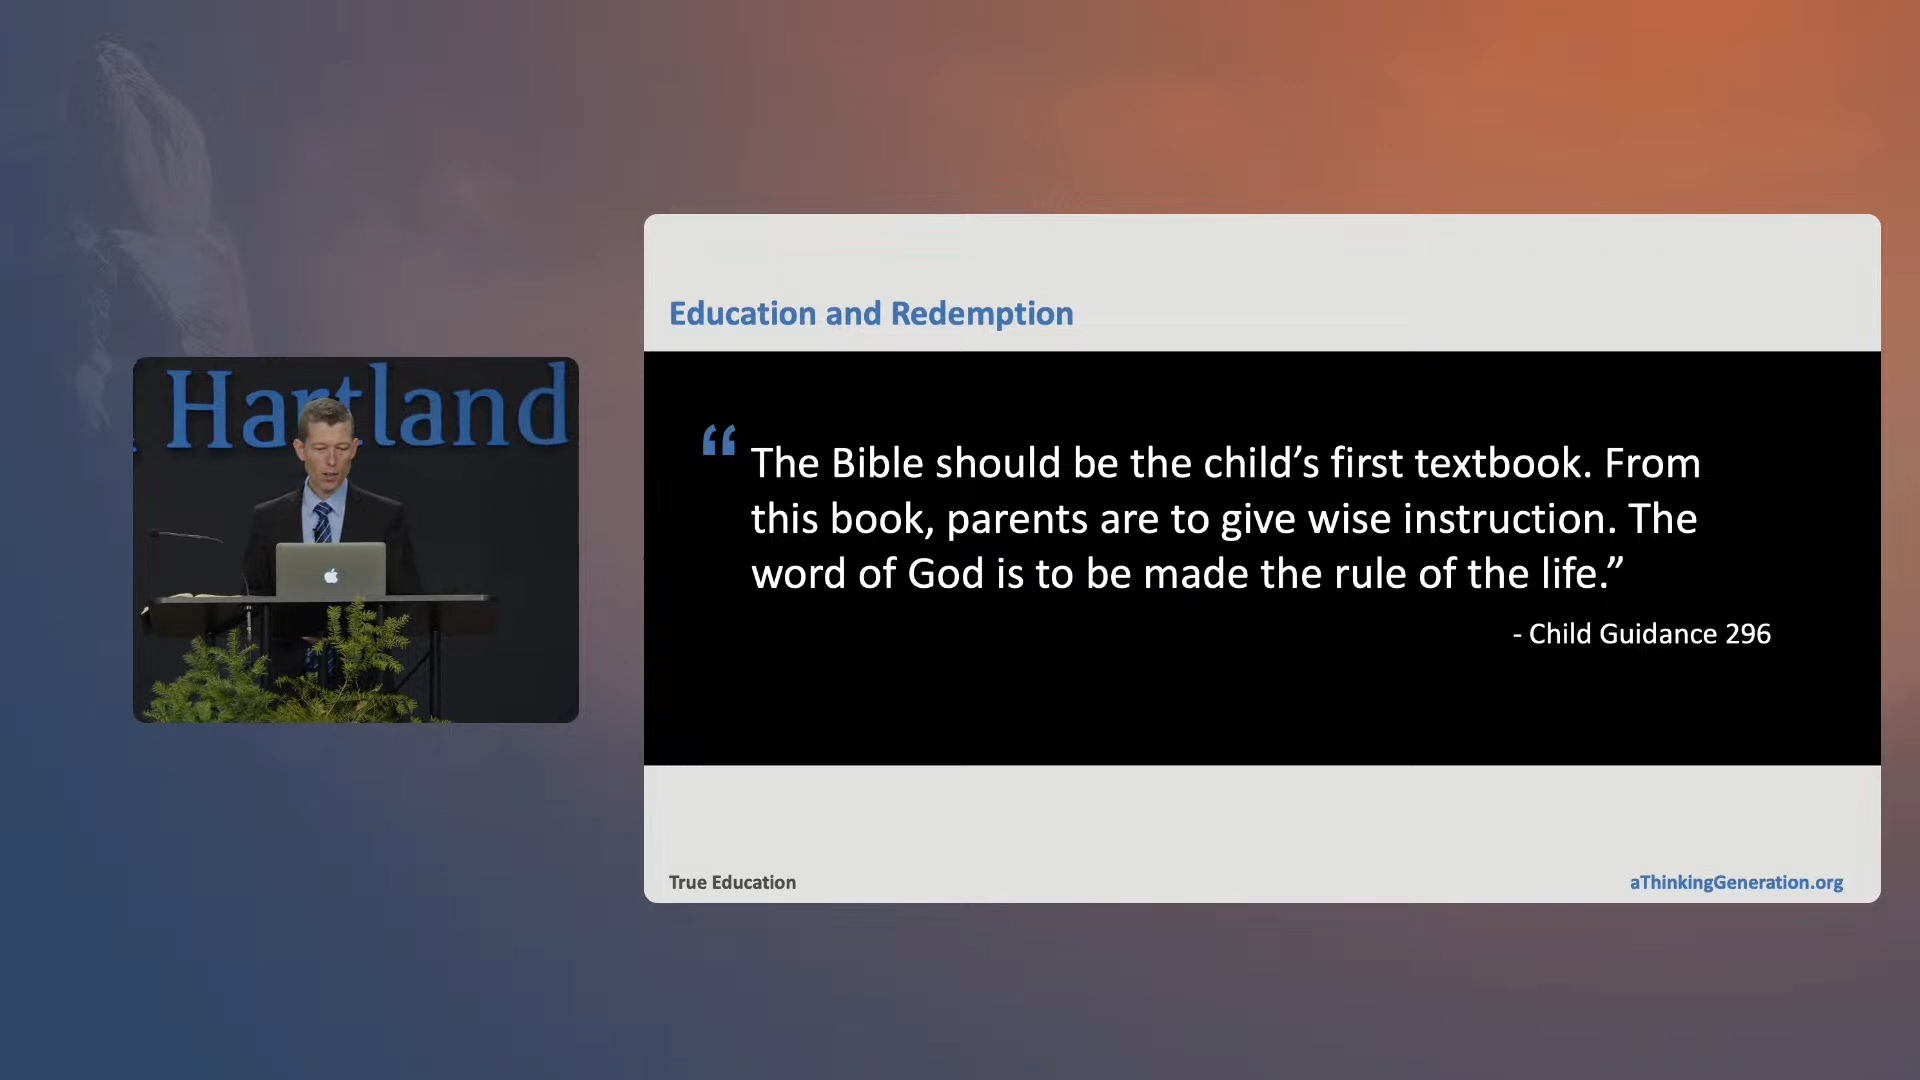 Hartland
Education and Redemption
“ The Bible should be the child’s first textbook. From
this book, parents are to give wise instruction. The
word of God is to be made the rule of the life.”
- Child Guidance 296
True Education
aThinkingGeneration.org